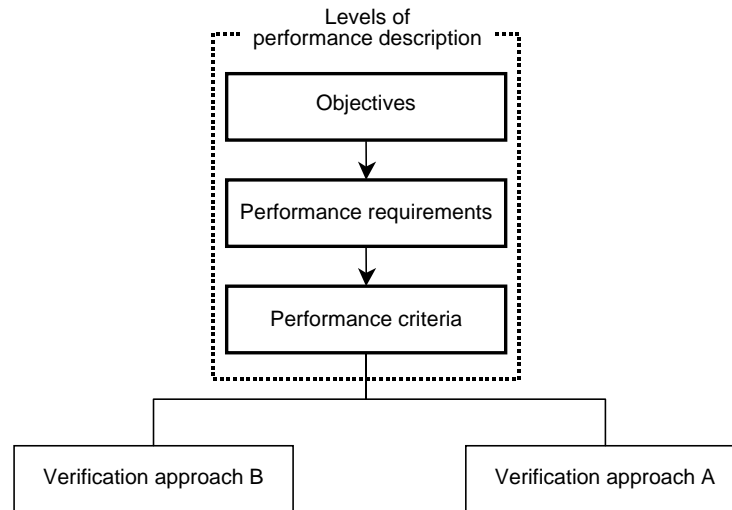 Levels of
performance description
Objectives
Performance requirements
Performance criteria
Verification approach B
Verification approach A